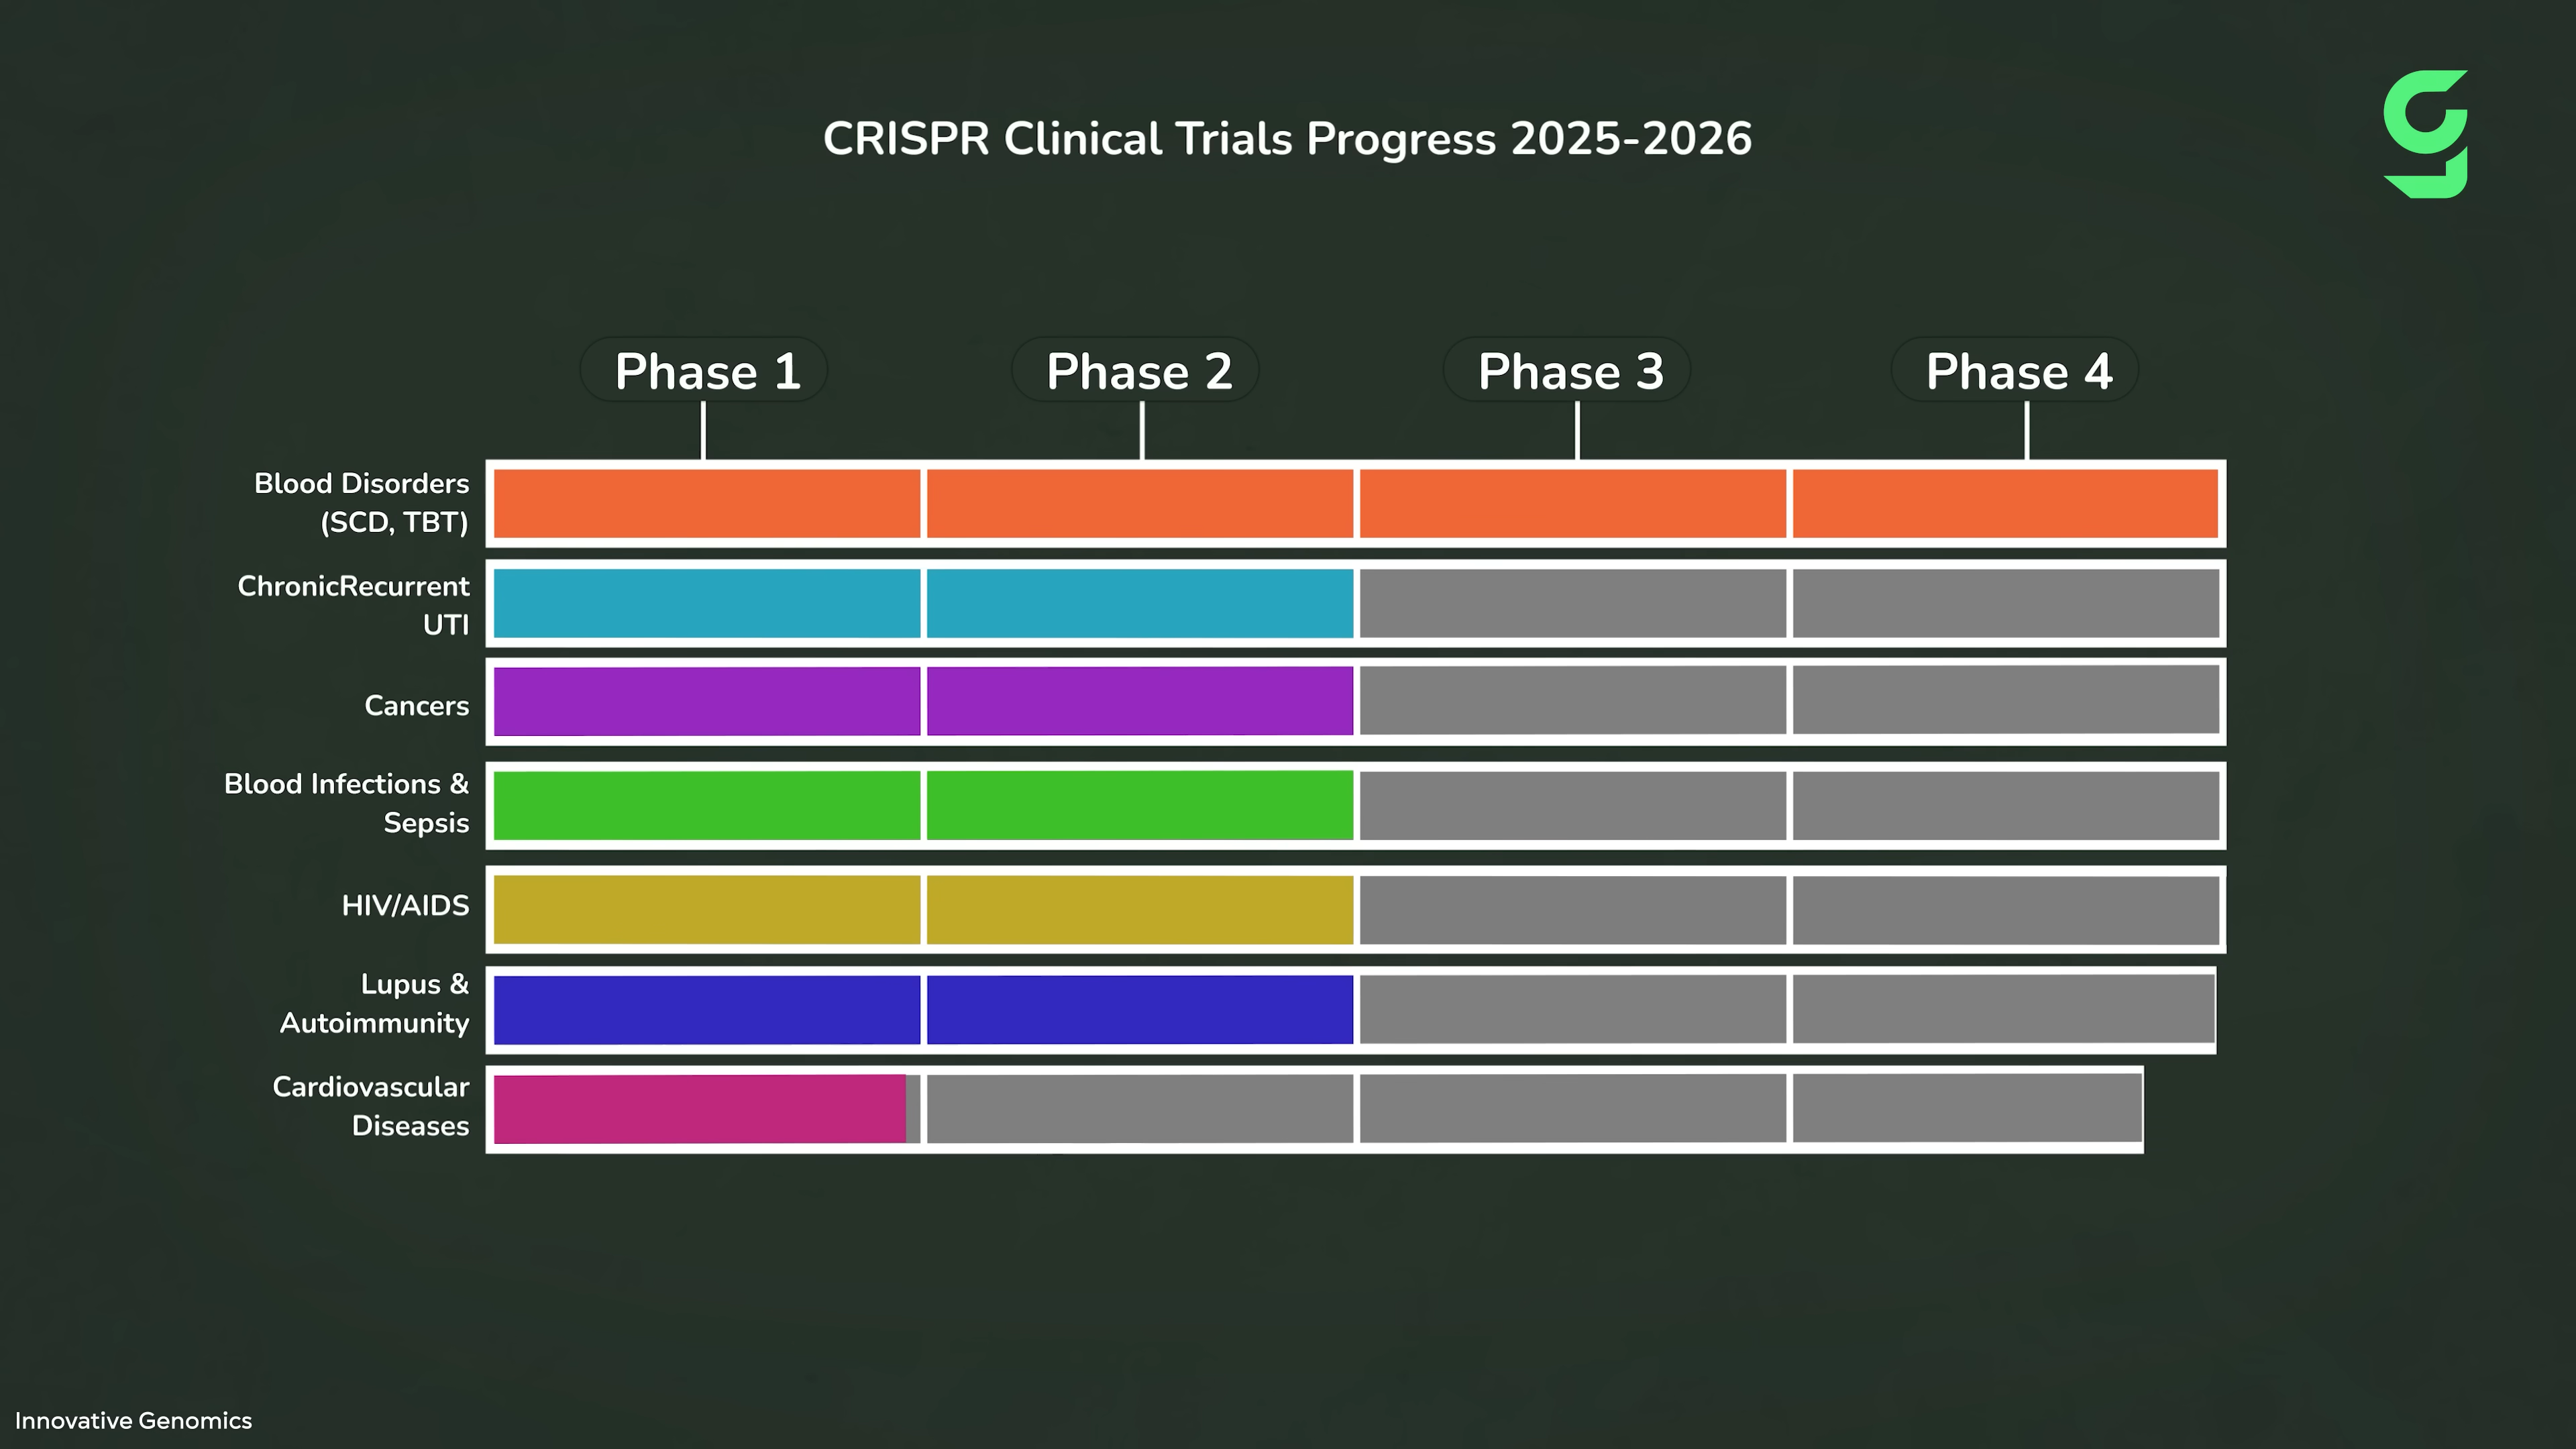 CRISPR Clinical Trials Progress 2025-2026
Phase 1
Phase 2
Phase 3
Phase 4
Blood Disorders
(SCD, TBT)
ChronicRecurrent
UTI
Cancers
Blood Infections &
Sepsis
HIV/AIDS
Lupus &
Autoimmunity
Cardiovascular
Diseases
Innovative Genomics